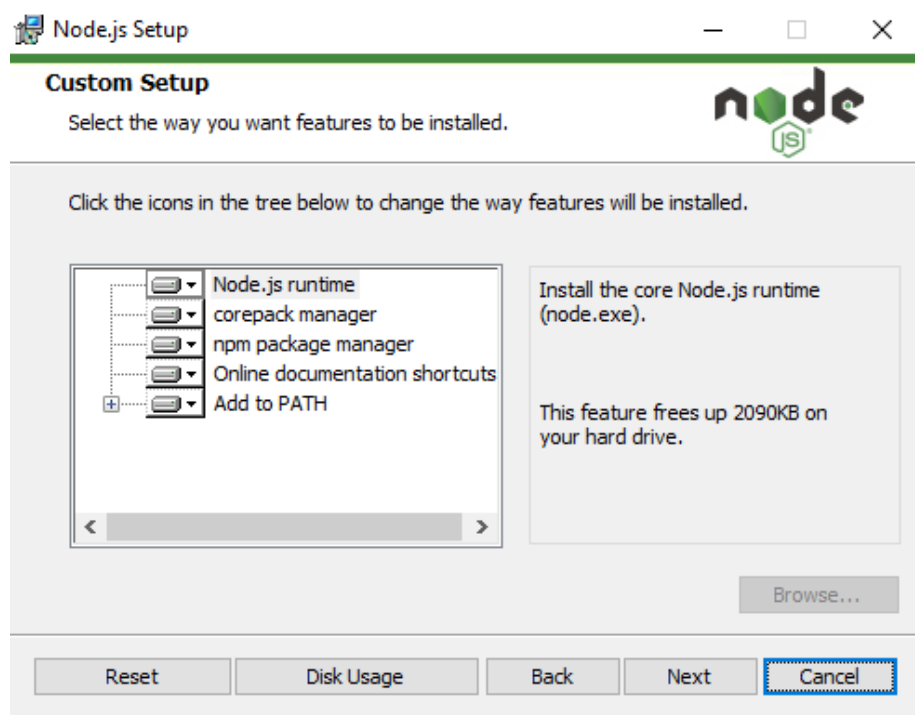 Node.js Setup
Custom Setup
Select the way you want features to be installed.
node
JS
Click the icons in the tree below to change the way features will be installed.
Node.js runtime
corepack manager
npm package manager
Online documentation shortcuts
Add to PATH
Install the core Node.js runtime
(node.exe).
This feature frees up 2090KB on
your hard drive.
Browse...
Reset
Disk Usage
Back
Next
Cancel